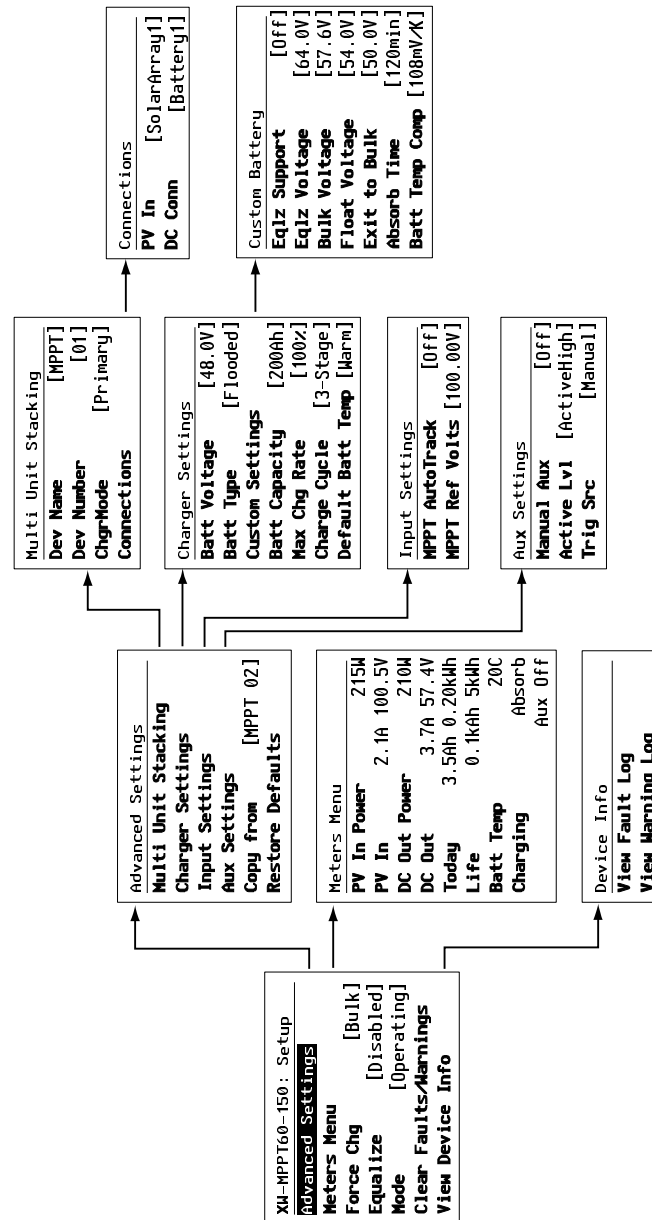 XW-MPPT60-150: Setup
Advanced Settings
Meters Menu
Force Chg [Bulk]
Equalize [Disabled]
Mode [Operating]
Clear Faults/Warnings
View Device Info
Advanced Settings
Multi Unit Stacking
Charger Settings
Input Settings
Aux Settings
Copy from [MPPT 02]
Restore Defaults
Meters Menu
PV In Power 215W
PV In 2.1A 100.5V
DC Out Power 210W
DC Out 3.7A 57.4V
Today 3.5Ah 0.20kWh
Life 0.1kAh 5kWh
Batt Temp 20C
Charging Absorb
Aux Off
Device Info
View Fault Log
View Warning Log
Multi Unit Stacking
Dev Name [MPPT]
Dev Number [01]
ChgrMode [Primary]
Connections
Charger Settings
Batt Voltage [48.0V]
Batt Type [Flooded]
Custom Settings
Batt Capacity [200Ah]
Max Chg Rate [100%]
Charge Cycle [3-Stage]
Default Batt Temp [Warm]
Input Settings
MPPT AutoTrack [Off]
MPPT Ref Volts [100.00V]
Aux Settings
Manual Aux [Off]
Active Lvl [ActiveHigh]
Trig Src [Manual]
Connections
PV In [SolarArray1]
DC Conn [Battery1]
Custom Battery
Eqlz Support [Off]
Eqlz Voltage [64.0V]
Bulk Voltage [57.6V]
Float Voltage [54.0V]
Exit to Bulk [50.0V]
Absorb Time [120min]
Batt Temp Comp [108mV/K]